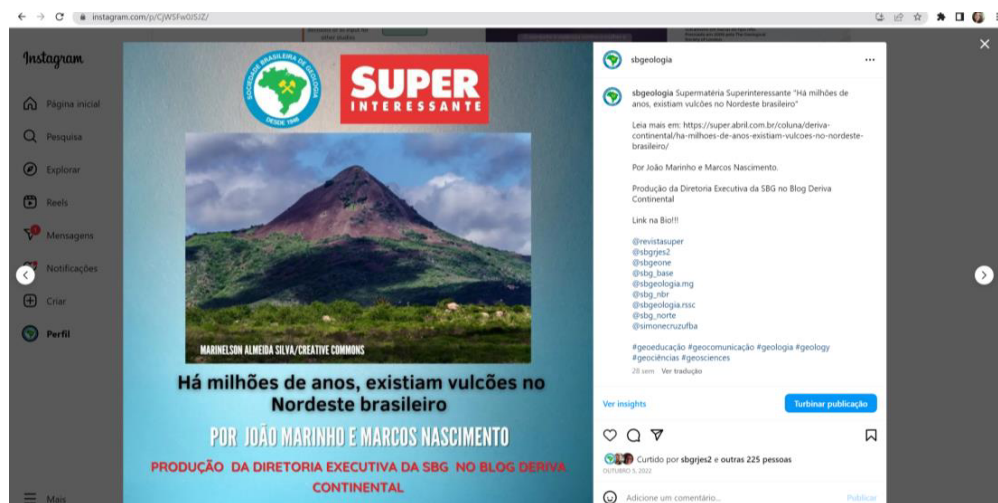 instagram.com/p/CjWSFw0JSJZ/
Instagram
Página inicial
Pesquisa
Explorar
Reels
Mensagens
Notificações
Criar
Perfil
Mais
SOCIEDADE BRASILEIRA DE GEOLOGIA
DESDE 1946
SUPER
INTERESSANTE
MARINELSON ALMEIDA SILVA/CREATIVE COMMONS
Há milhões de anos, existiam vulcões no
Nordeste brasileiro
POR JOÃO MARINHO E MARCOS NASCIMENTO
PRODUÇÃO DA DIRETORIA EXECUTIVA DA SBG NO BLOG DERIVA
CONTINENTAL
sbgeologia
sbgeologia Supermatéria Superinteressante "Há milhões de
anos, existiam vulcões no Nordeste brasileiro"
Leia mais em: https://super.abril.com.br/coluna/deriva-
continental/ha-milhoes-de-anos-existiam-vulcoes-no-nordeste-
brasileiro/
Por João Marinho e Marcos Nascimento.
Produção da Diretoria Executiva da SBG no Blog Deriva
Continental
Link na Bio!!!
@revistasuper
@sbgrjes2
@sbgeone
@sbg_base
@sbgeologia.mg
@sbg_nbr
@sbgeologia.rssc
@sbg_norte
@simonecruzufba
#geoeducação #geocomunicação #geologia #geology
#geociências #geosciences
28 sem Ver tradução
Ver insights
Turbinar publicação
Curtido por sbgrjes2 e outras 225 pessoas
OUTUBRO 5, 2022
Adicione um comentário...
Publicar